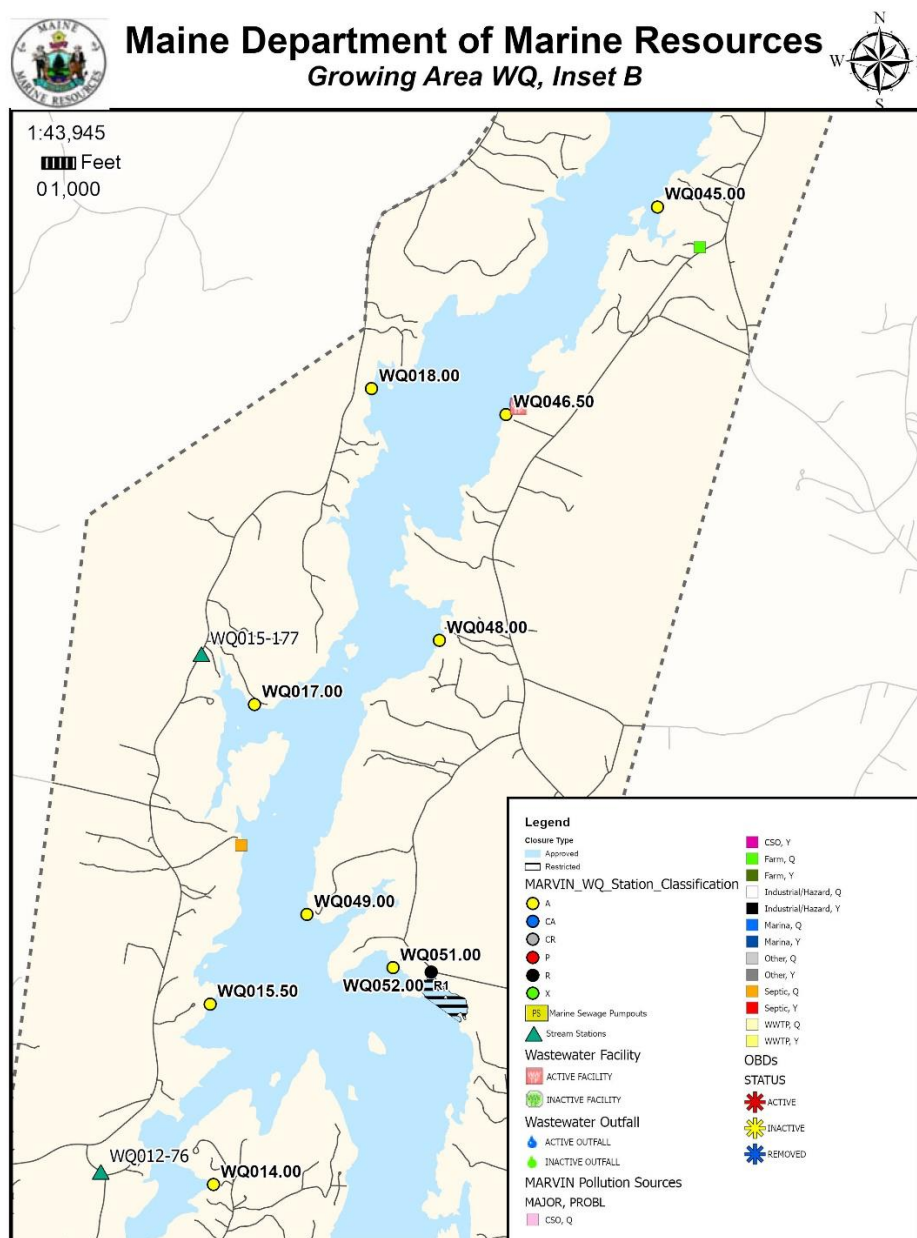 MAINE
MARINE RESOURCES
Maine Department of Marine Resources
Growing Area WQ, Inset B
N
W
S
1:43,945
Feet
0 1,000
WQ045.00
WQ018.00
WQ046.50
WQ048.00
WQ015-177
WQ017.00
WQ049.00
WQ051.00
WQ052.00
R1
WQ015.50
WQ012-76
WQ014.00
Legend
Closure Type
Approved
Restricted
MARVIN_WQ_Station_Classification
A
CA
CR
P
R
X
PS Marine Sewage Pumpouts
Stream Stations
Wastewater Facility
ACTIVE FACILITY
INACTIVE FACILITY
Wastewater Outfall
ACTIVE OUTFALL
INACTIVE OUTFALL
MARVIN Pollution Sources
MAJOR, PROBL
CSO, Q
CSO, Y
Farm, Q
Farm, Y
Industrial/Hazard, Q
Industrial/Hazard, Y
Marina, Q
Marina, Y
Other, Q
Other, Y
Septic, Q
Septic, Y
WWTP, Q
WWTP, Y
OBDs
STATUS
ACTIVE
INACTIVE
REMOVED